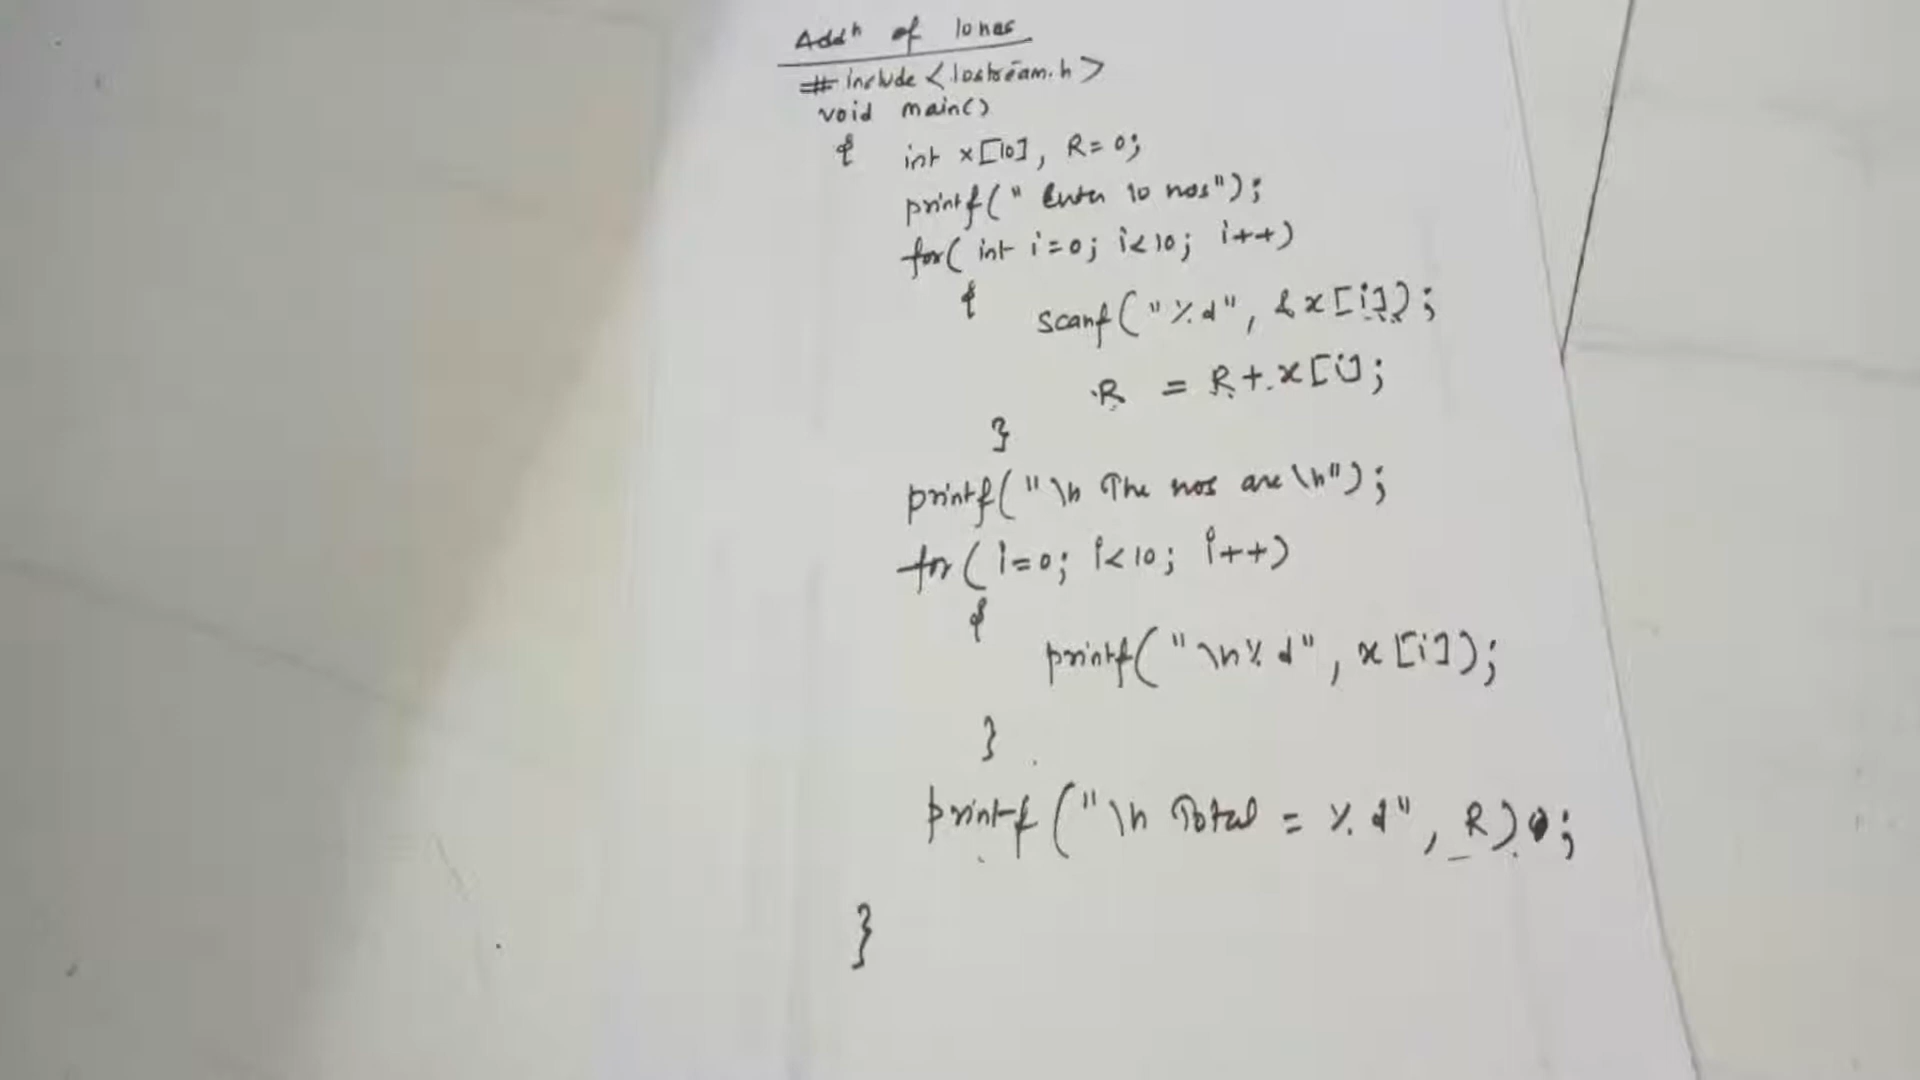 Addn of 10 nos
#include <iostream.h>
void main()
{ int x[10], R=0;
printf(" Enter 10 nos");
for( int i=0; i<10; i++)
{ scanf("%d", &x[i]);
R = R+x[i];
}
printf("\n The nos are \n");
for( i=0; i<10; i++)
{
printf("\n%d", x[i]);
}
printf("\n Total = %d", R);
}